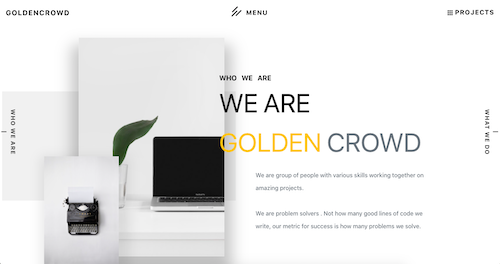 GOLDENCROWD
MENU
PROJECTS
WHO WE ARE
WHO WE ARE
WE ARE
GOLDEN CROWD
We are group of people with various skills working together on
amazing projects.
We are problem solvers . Not how many good lines of code we
write, our metric for success is how many problems we solve.
WHAT WE DO